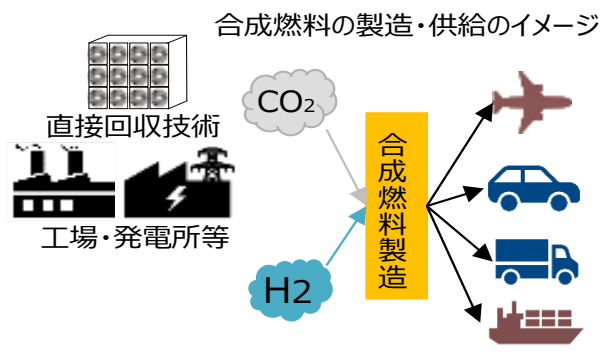 合成燃料の製造・供給のイメージ
直接回収技術
工場・発電所等
CO₂
H2
合成燃料製造